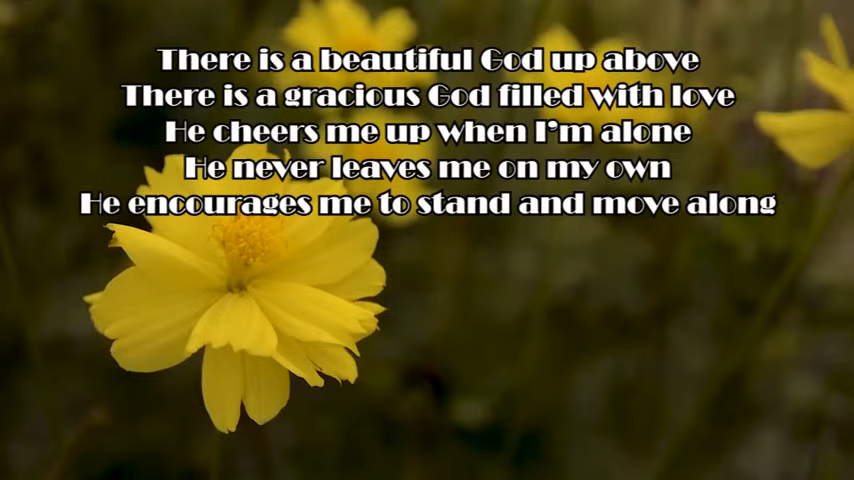 There is a beautiful God up above
There is a gracious God filled with love
He cheers me up when I'm alone
He never leaves me on my own
He encourages me to stand and move along